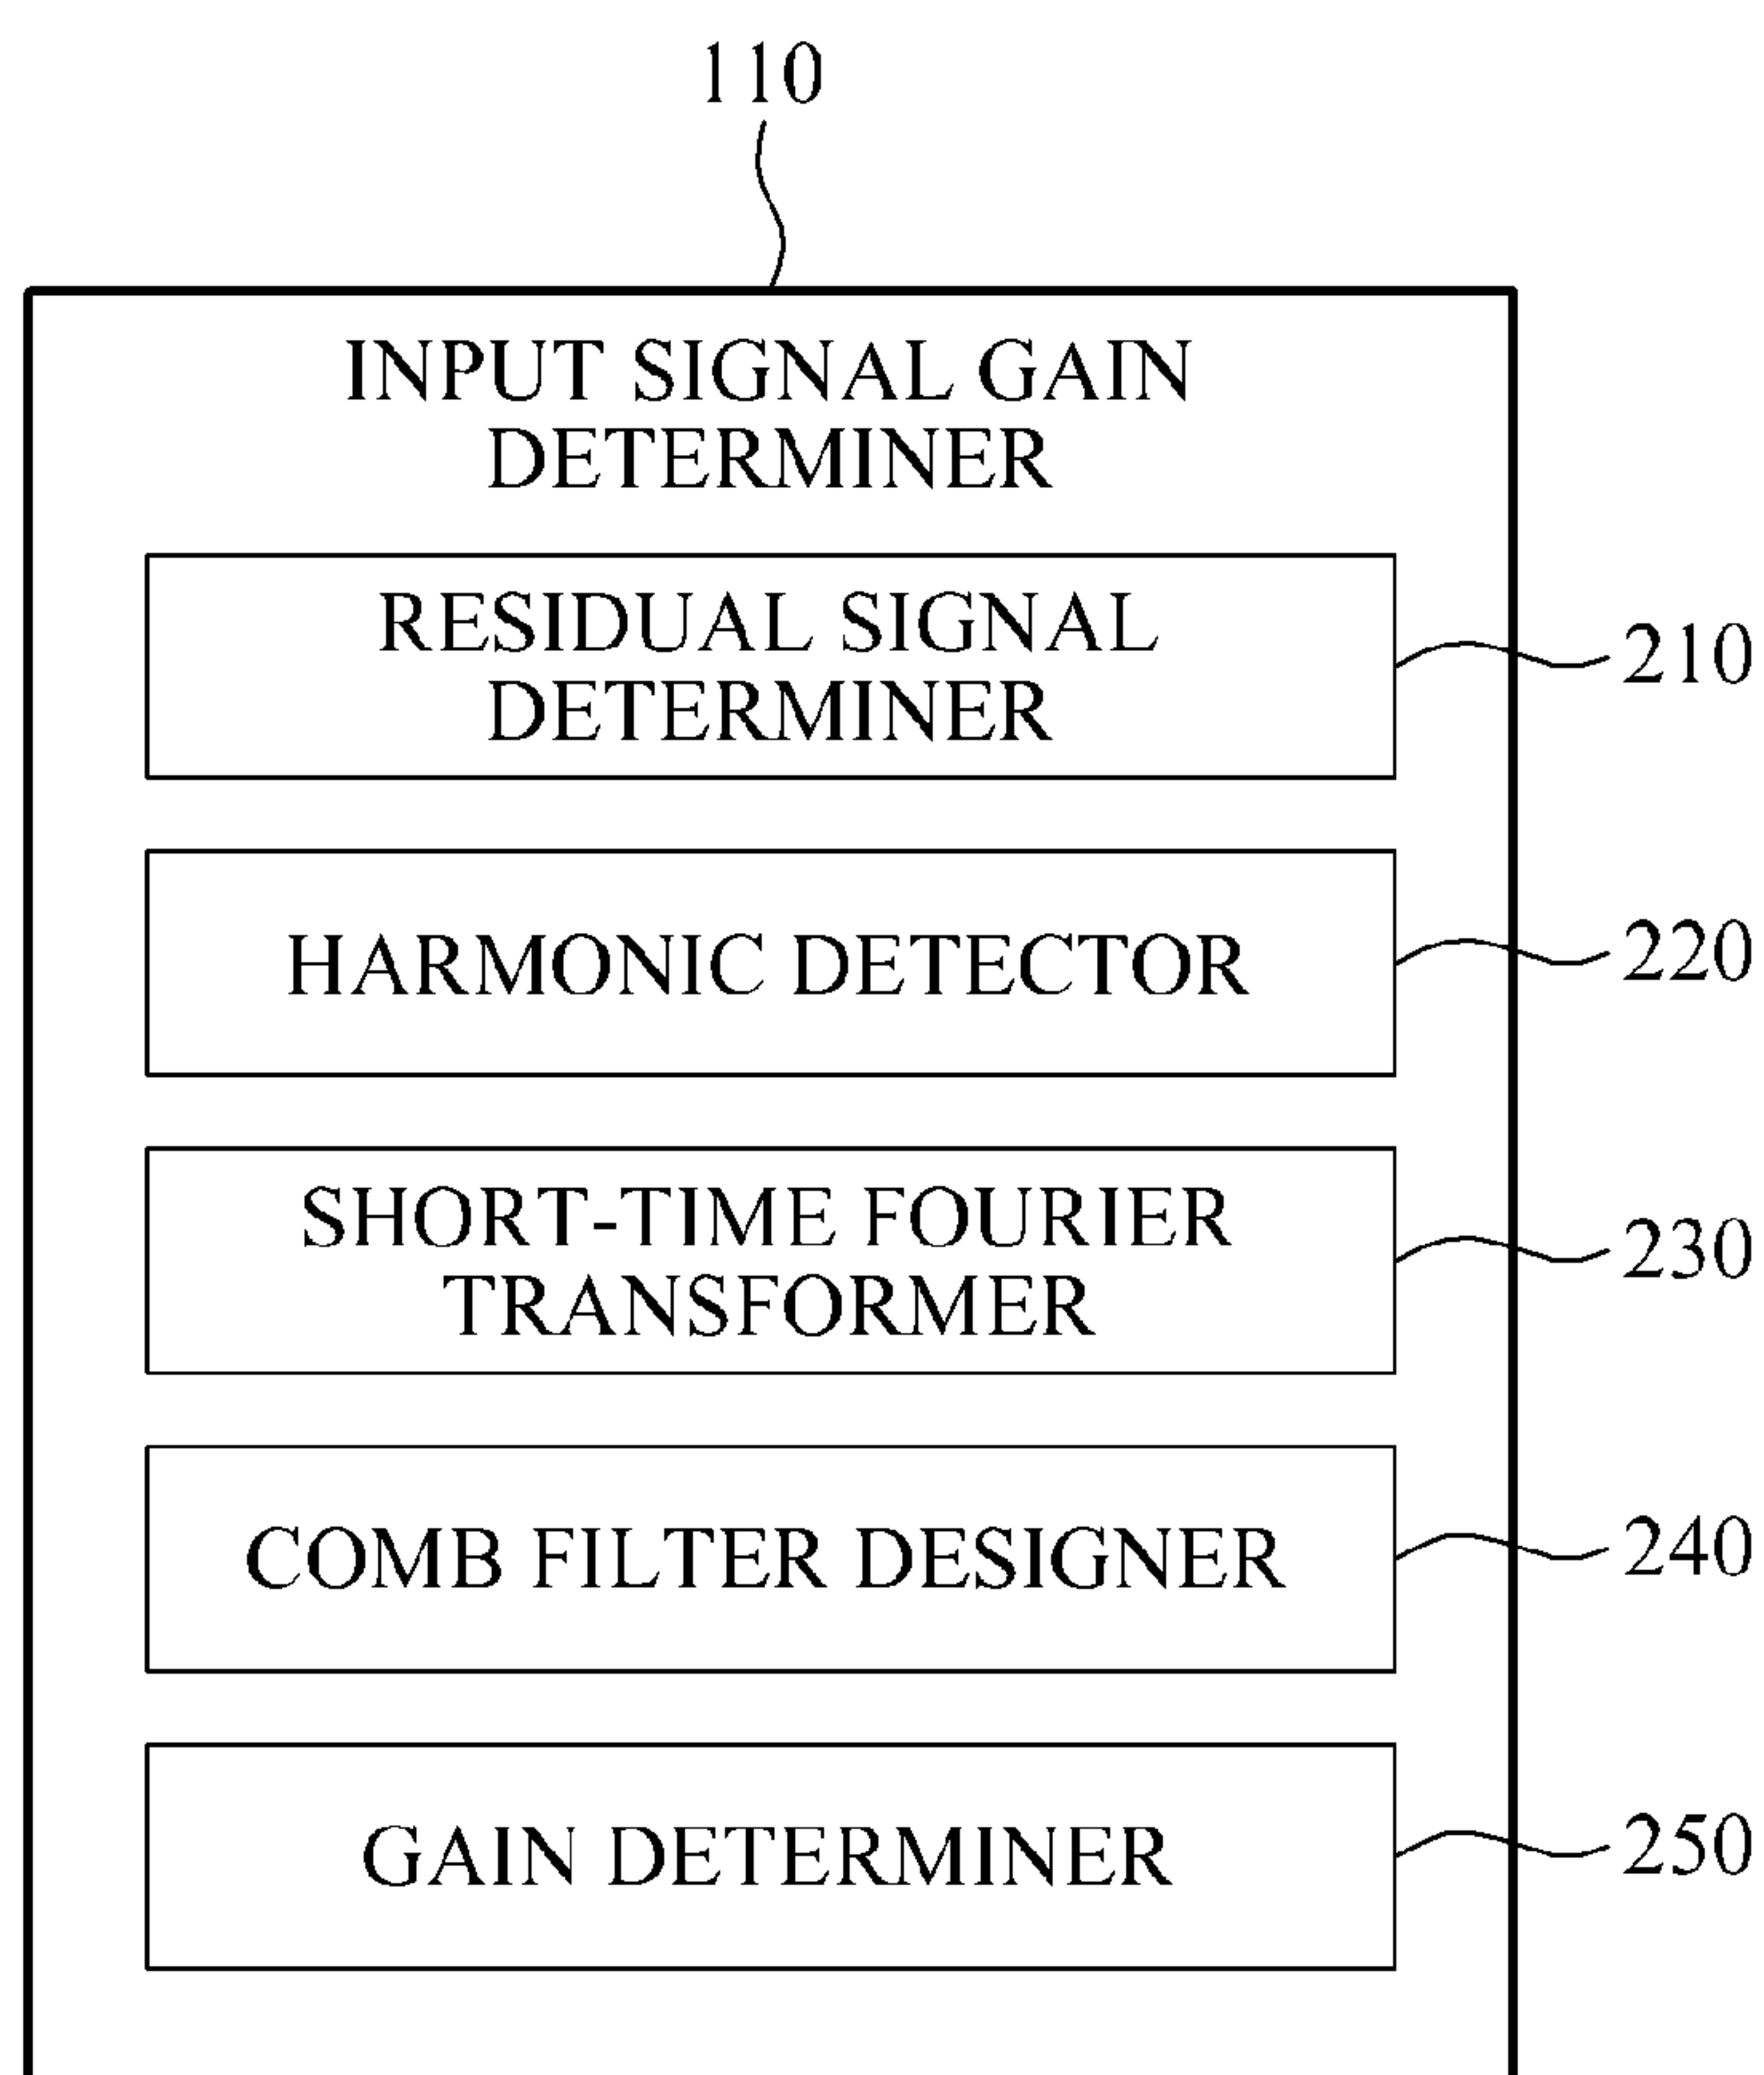 110
INPUT SIGNAL GAIN
DETERMINER
RESIDUAL SIGNAL
DETERMINER
210
HARMONIC DETECTOR
220
SHORT-TIME FOURIER
TRANSFORMER
230
COMB FILTER DESIGNER
240
GAIN DETERMINER
250